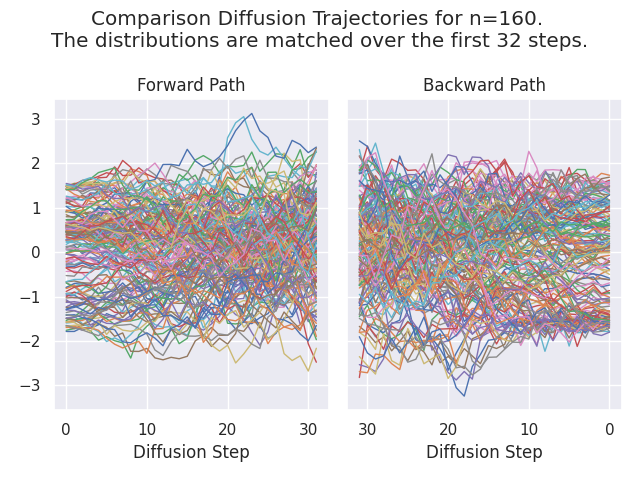 Comparison Diffusion Trajectories for n=160.
The distributions are matched over the first 32 steps.
Forward Path
Backward Path
3
2
1
0
−1
−2
−3
0 10 20 30
30 20 10 0
Diffusion Step
Diffusion Step